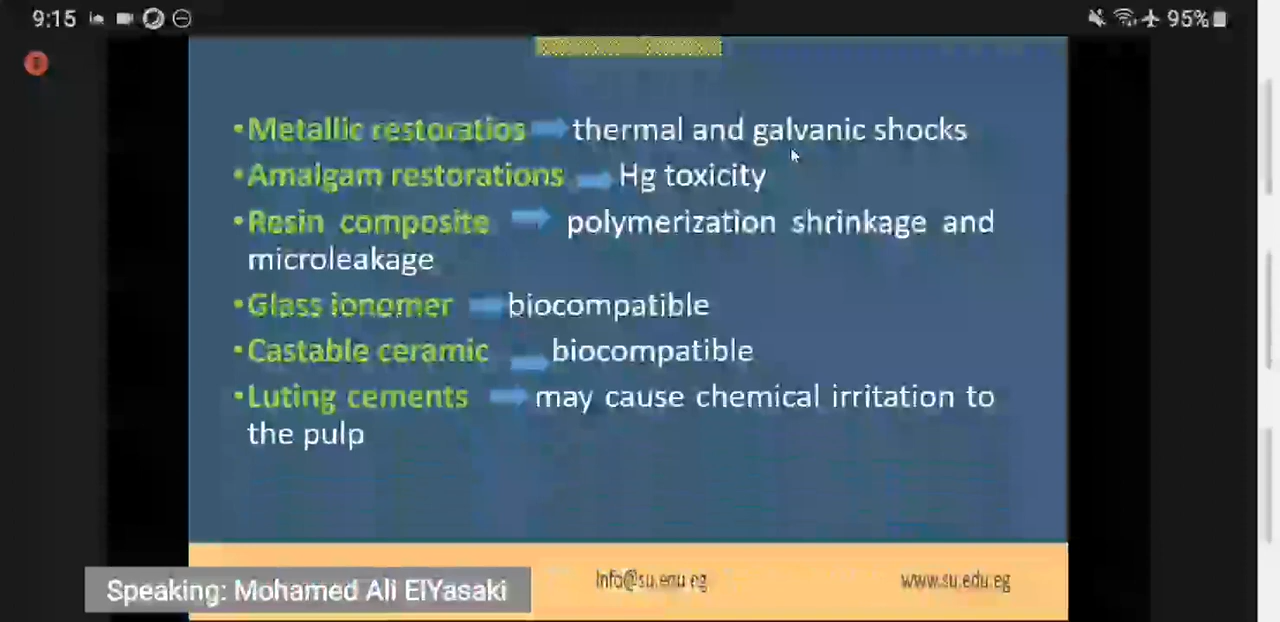 9:15
95%
•Metallic restoratios thermal and galvanic shocks
•Amalgam restorations Hg toxicity
•Resin composite polymerization shrinkage and
microleakage
•Glass ionomer biocompatible
•Castable ceramic biocompatible
•Luting cements may cause chemical irritation to
the pulp
Speaking: Mohamed Ali ElYasaki
Info@su.edu.eg
www.su.edu.eg